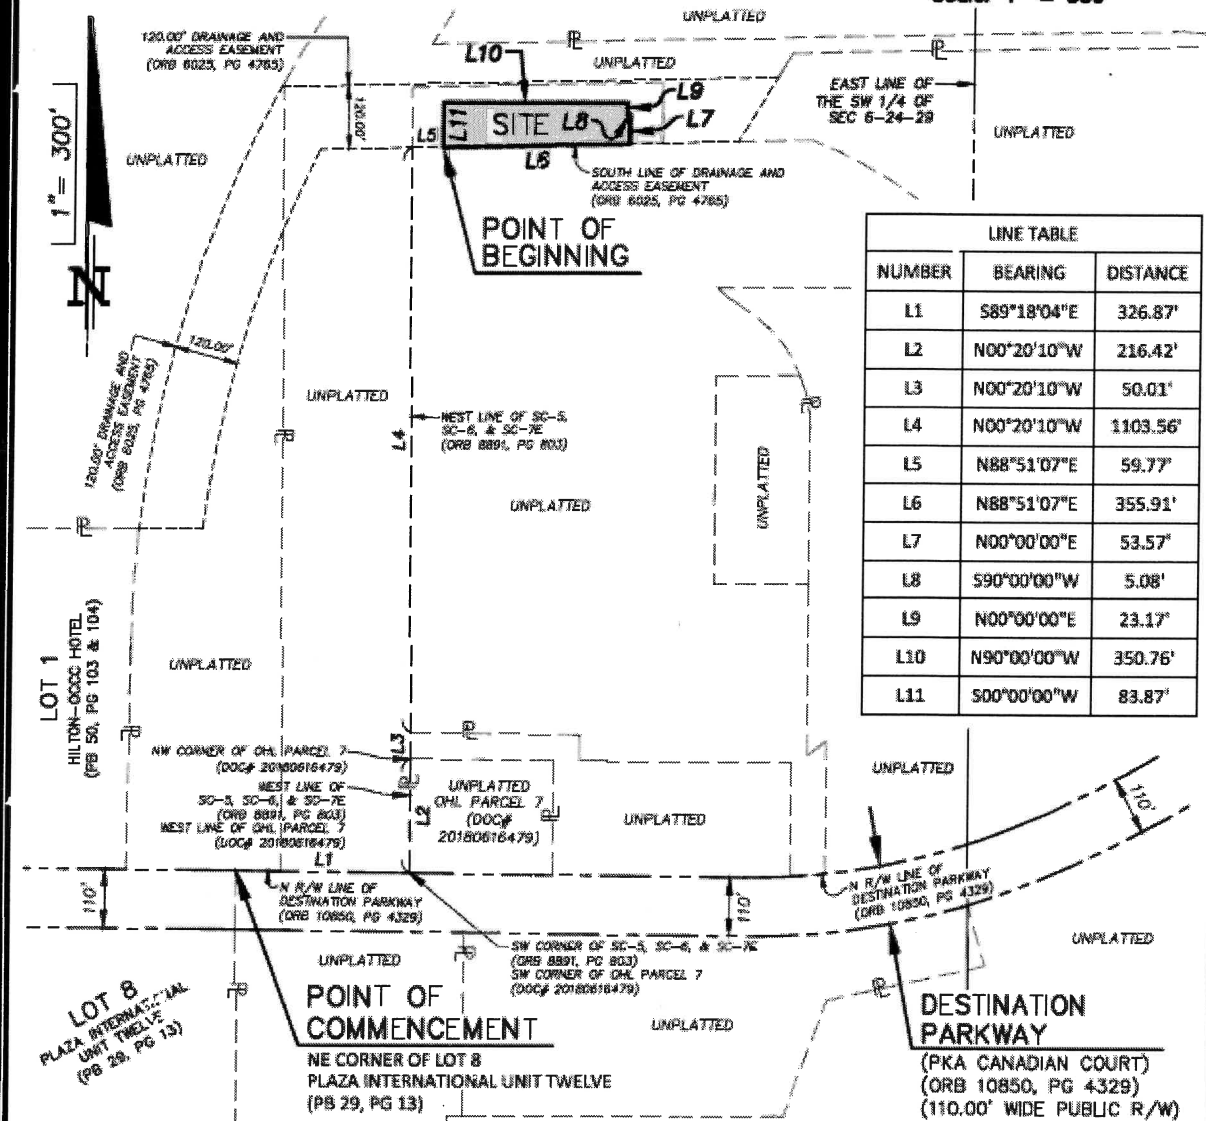 UNPLATTED
120.00' DRAINAGE AND
ACCESS EASEMENT
(ORB 6025, PG 4765)
L10
UNPLATTED
L9
EAST LINE OF
THE SW 1/4 OF
SEC 6-24-29
1"= 300'
120.00'
L5
L11
SITE
L8
L7
UNPLATTED
UNPLATTED
L6
SOUTH LINE OF DRAINAGE AND
ACCESS EASEMENT
(ORB 6025, PG 4765)
POINT OF
BEGINNING
N
LINE TABLE
NUMBER BEARING DISTANCE
L1 S89°18'04"E 326.87'
L2 N00°20'10"W 216.42'
L3 N00°20'10"W 50.01'
L4 N00°20'10"W 1103.56'
L5 N88°51'07"E 59.77'
L6 N88°51'07"E 355.91'
L7 N00°00'00"E 53.57'
L8 S90°00'00"W 5.08'
L9 N00°00'00"E 23.17'
L10 N90°00'00"W 350.76'
L11 S00°00'00"W 83.87'
120.00'
120.00' DRAINAGE AND
ACCESS EASEMENT
(ORB 6025, PG 4765)
UNPLATTED
WEST LINE OF SC-5,
SC-6, & SC-7E
(ORB 8891, PG 803)
L4
UNPLATTED
UNPLATTED
LOT 1
HILTON-OCCC HOTEL
(PB 50, PG 103 & 104)
UNPLATTED
NW CORNER OF OHL PARCEL 7
(DOC# 20180616479)
L3
WEST LINE OF
SC-5, SC-6, & SC-7E
(ORB 8891, PG 803)
WEST LINE OF OHL PARCEL 7
(DOC# 20180616479)
L2
UNPLATTED
OHL PARCEL 7
(DOC#
20180616479)
UNPLATTED
UNPLATTED
110'
L1
110'
N R/W LINE OF
DESTINATION PARKWAY
(ORB 10850, PG 4329)
110'
N R/W LINE OF
DESTINATION PARKWAY
(ORB 10850, PG 4329)
SW CORNER OF SC-5, SC-6, & SC-7E
(ORB 8891, PG 803)
SW CORNER OF OHL PARCEL 7
(DOC# 20180616479)
UNPLATTED
UNPLATTED
LOT 8
PLAZA INTERNATIONAL
UNIT TWELVE
(PB 29, PG 13)
POINT OF
COMMENCEMENT
NE CORNER OF LOT 8
PLAZA INTERNATIONAL UNIT TWELVE
(PB 29, PG 13)
UNPLATTED
DESTINATION
PARKWAY
(PKA CANADIAN COURT)
(ORB 10850, PG 4329)
(110.00' WIDE PUBLIC R/W)